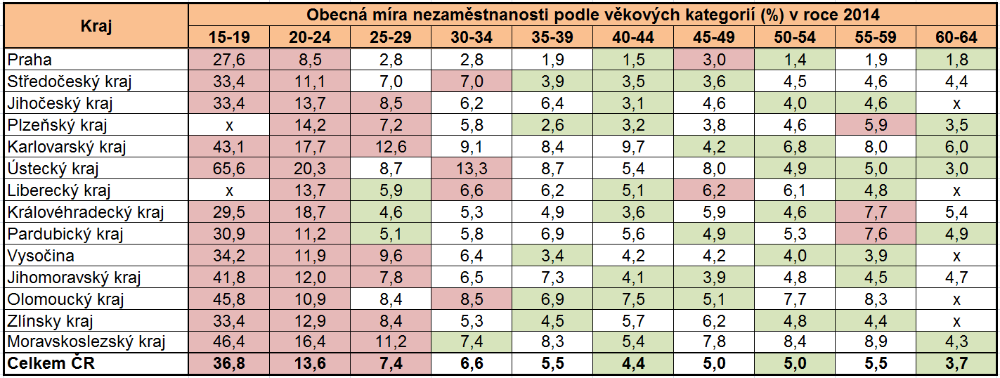 Kraj Obecná míra nezaměstnanosti podle věkových kategorií (%) v roce 2014
15-19 20-24 25-29 30-34 35-39 40-44 45-49 50-54 55-59 60-64
Praha 27,6 8,5 2,8 2,8 1,9 1,5 3,0 1,4 1,9 1,8
Středočeský kraj 33,4 11,1 7,0 7,0 3,9 3,5 3,6 4,5 4,6 4,4
Jihočeský kraj 33,4 13,7 8,5 6,2 6,4 3,1 4,6 4,0 4,6 x
Plzeňský kraj x 14,2 7,2 5,8 2,6 3,2 3,8 4,6 5,9 3,5
Karlovarský kraj 43,1 17,7 12,6 9,1 8,4 9,7 4,2 6,8 8,0 6,0
Ústecký kraj 65,6 20,3 8,7 13,3 8,7 5,4 8,0 4,9 5,0 3,0
Liberecký kraj x 13,7 5,9 6,6 6,2 5,1 6,2 6,1 4,8 x
Královéhradecký kraj 29,5 18,7 4,6 5,3 4,9 3,6 5,9 4,6 7,7 5,4
Pardubický kraj 30,9 11,2 5,1 5,8 6,9 5,6 4,9 5,3 7,6 4,9
Vysočina 34,2 11,9 9,6 6,4 3,4 4,2 4,2 4,0 3,9 x
Jihomoravský kraj 41,8 12,0 7,8 6,5 7,3 4,1 3,9 4,8 4,5 4,7
Olomoucký kraj 45,8 10,9 8,4 8,5 6,9 7,5 5,1 7,7 8,3 x
Zlínsky kraj 33,4 12,9 8,4 5,3 4,5 5,7 6,2 4,8 4,4 x
Moravskoslezský kraj 46,4 16,4 11,2 7,4 8,3 5,4 7,8 8,4 8,9 4,3
Celkem ČR 36,8 13,6 7,4 6,6 5,5 4,4 5,0 5,0 5,5 3,7